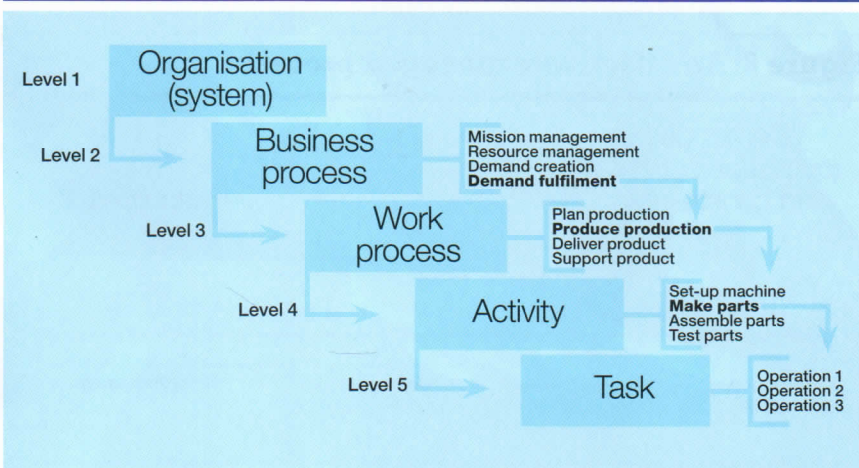 Level 1
Organisation
(system)
Level 2
Business
process
Mission management
Resource management
Demand creation
Demand fulfilment
Level 3
Work
process
Plan production
Produce production
Deliver product
Support product
Level 4
Activity
Set-up machine
Make parts
Assemble parts
Test parts
Level 5
Task
Operation 1
Operation 2
Operation 3